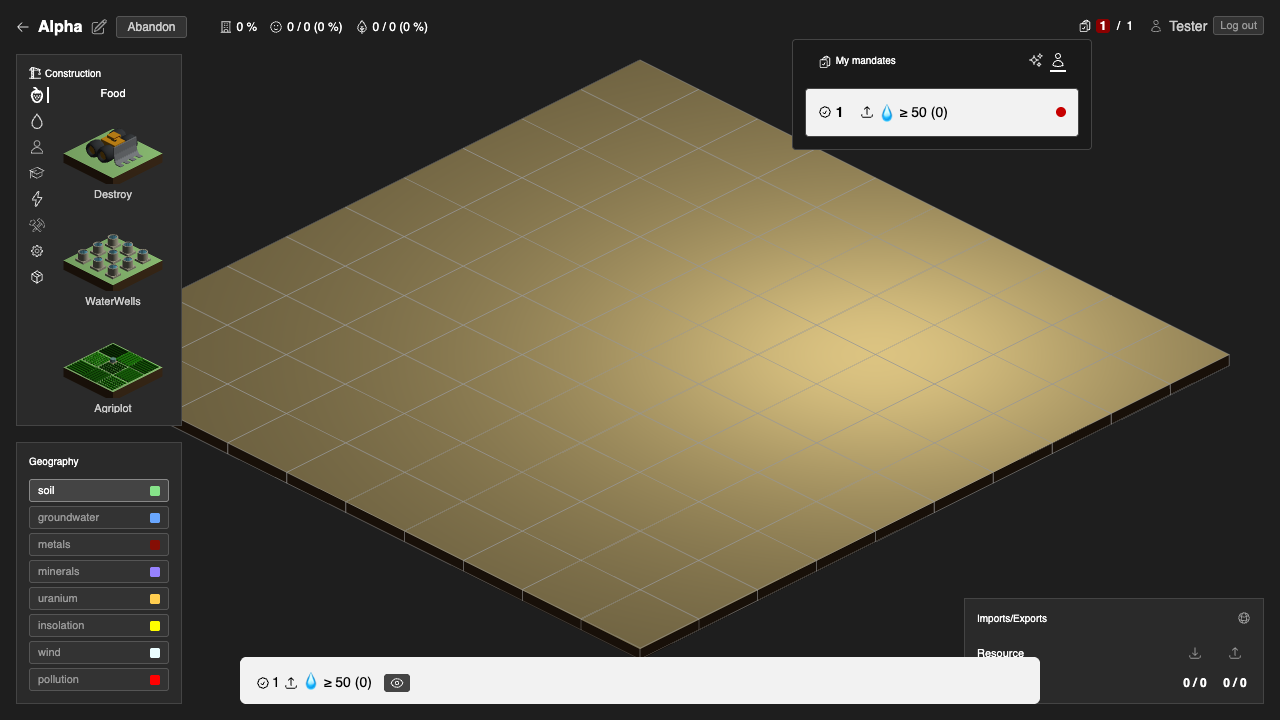 Alpha
Abandon
0 %
0 / 0 (0 %)
0 / 0 (0 %)
1 / 1
Tester
Log out
My mandates
1 ≥ 50 (0)
Construction
Food
Destroy
WaterWells
Agriplot
Geography
soil
groundwater
metals
minerals
uranium
insolation
wind
pollution
Imports/Exports
Resource
0 / 0 0 / 0
1 ≥ 50 (0)